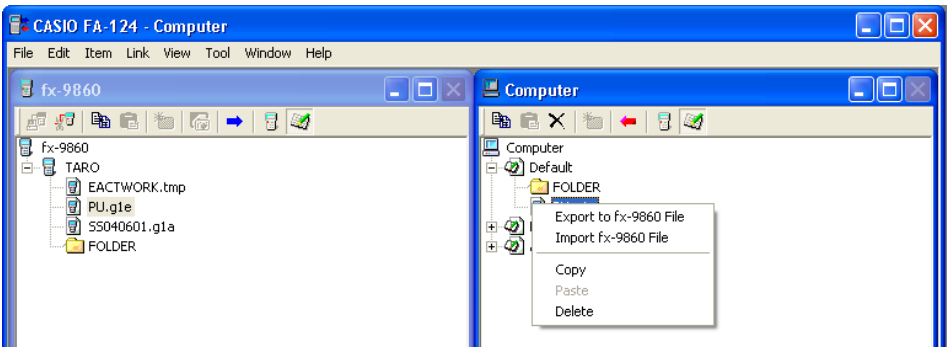 CASIO FA-124 - Computer
File Edit Item Link View Tool Window Help
fx-9860
fx-9860
TARO
EACTWORK.tmp
PU.g1e
SS040601.g1a
FOLDER
Computer
Computer
Default
FOLDER
Export to fx-9860 File
Import fx-9860 File
Copy
Paste
Delete